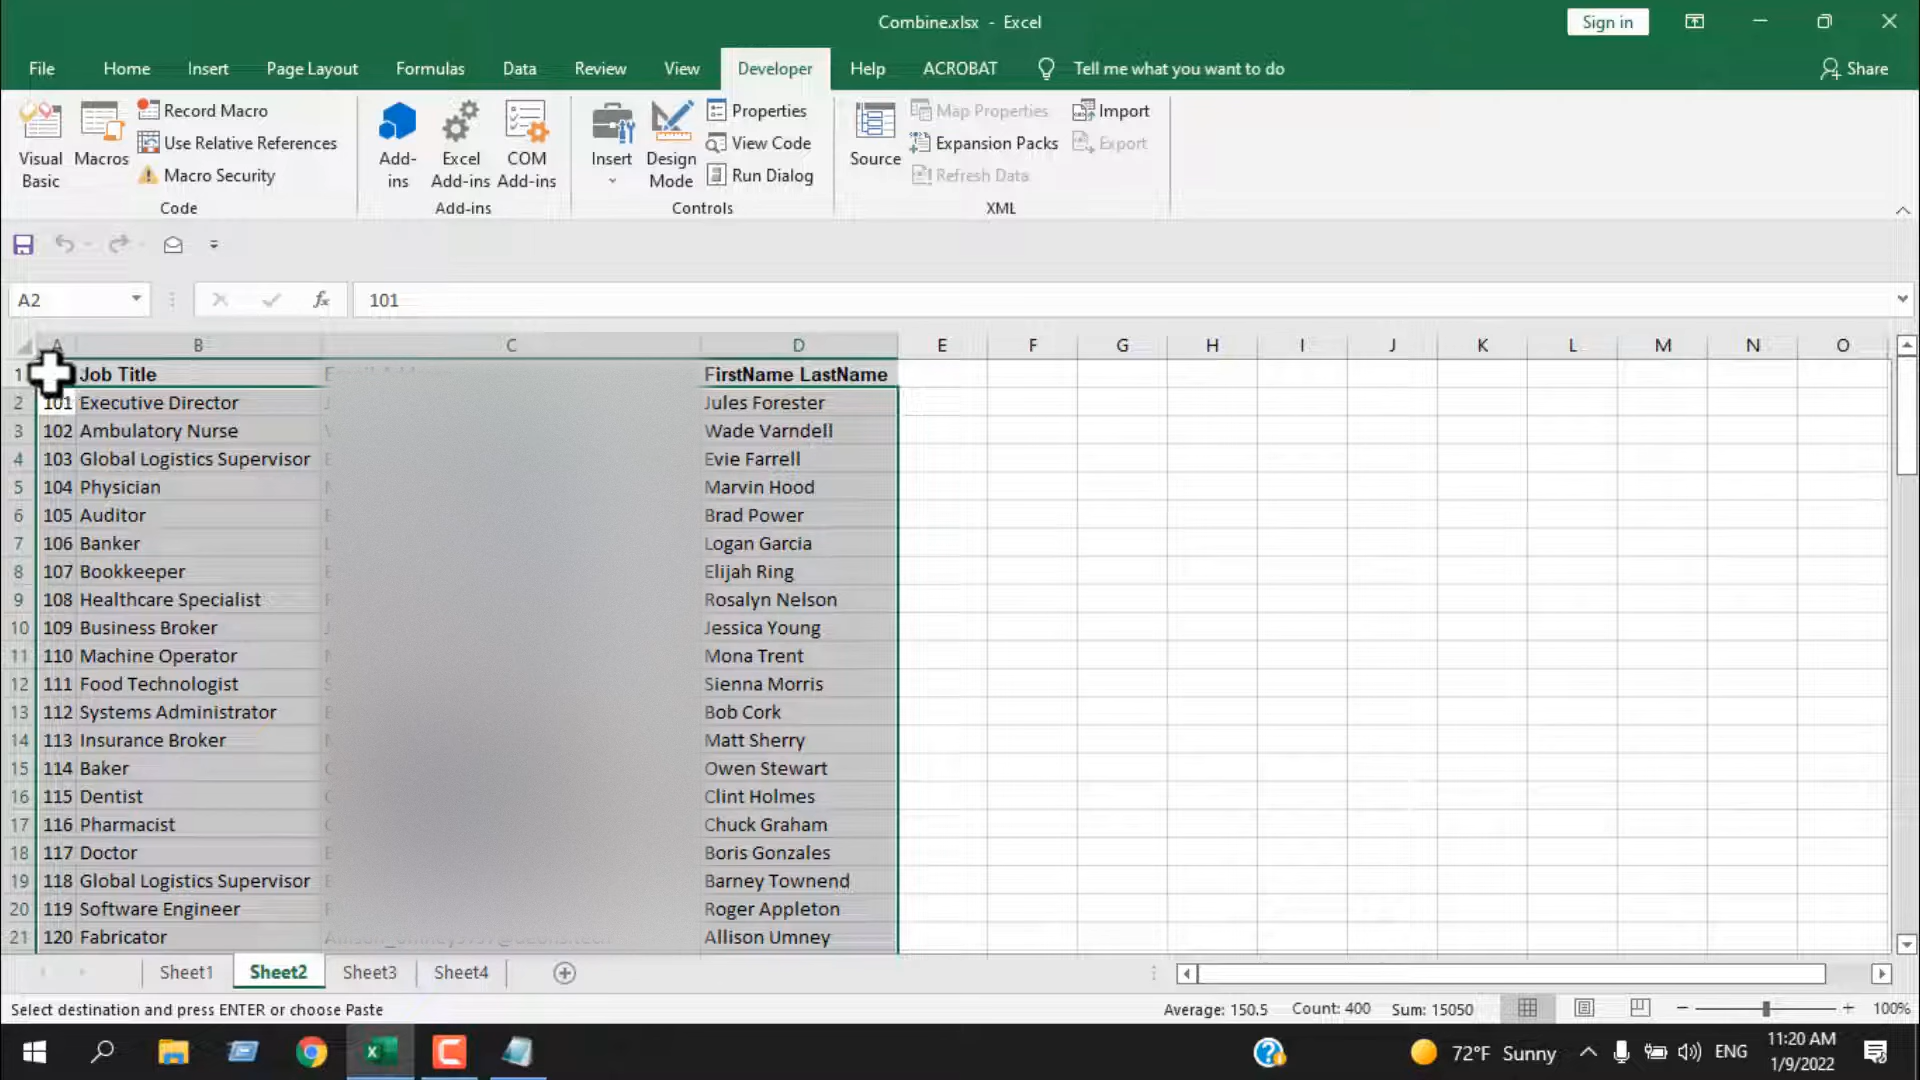 Combine.xlsx - Excel
Sign in
File Home Insert Page Layout Formulas Data Review View Developer Help ACROBAT Tell me what you want to do Share
Visual Basic
Macros
Record Macro
Use Relative References
Macro Security
Code
Add-ins
Excel Add-ins
COM Add-ins
Add-ins
Insert
Design Mode
Properties
View Code
Run Dialog
Controls
Source
Map Properties
Expansion Packs
Refresh Data
Import
Export
XML
A2 fx 101
A B C D E F G H I J K L M N O
1 Job Title FirstName LastName
2 101 Executive Director Jules Forester
3 102 Ambulatory Nurse Wade Varndell
4 103 Global Logistics Supervisor Evie Farrell
5 104 Physician Marvin Hood
6 105 Auditor Brad Power
7 106 Banker Logan Garcia
8 107 Bookkeeper Elijah Ring
9 108 Healthcare Specialist Rosalyn Nelson
10 109 Business Broker Jessica Young
11 110 Machine Operator Mona Trent
12 111 Food Technologist Sienna Morris
13 112 Systems Administrator Bob Cork
14 113 Insurance Broker Matt Sherry
15 114 Baker Owen Stewart
16 115 Dentist Clint Holmes
17 116 Pharmacist Chuck Graham
18 117 Doctor Boris Gonzales
19 118 Global Logistics Supervisor Barney Townend
20 119 Software Engineer Roger Appleton
21 120 Fabricator Allison Umney
Sheet1 Sheet2 Sheet3 Sheet4
Select destination and press ENTER or choose Paste Average: 150.5 Count: 400 Sum: 15050 100%
72°F Sunny ENG 11:20 AM
1/9/2022